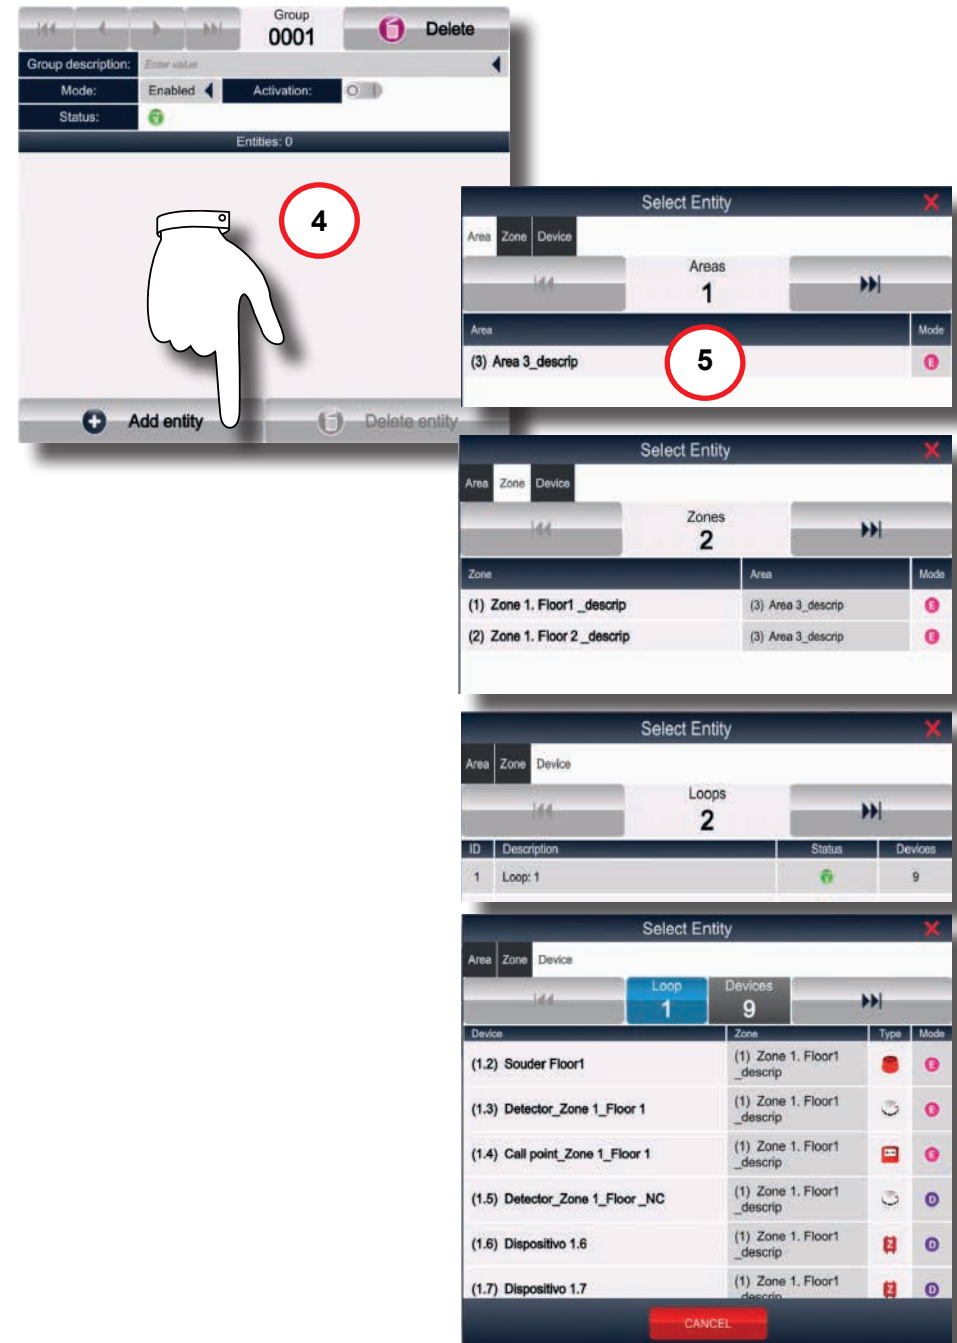 Group
0001
Delete
Group description: Enter value
Mode: Enabled Activation:
Status:
Entities: 0
4
Add entity Delete entity
Select Entity
Area Zone Device
Areas
1
Area Mode
(3) Area 3_descrip E
5
Select Entity
Area Zone Device
Zones
2
Zone Area Mode
(1) Zone 1. Floor1 _descrip (3) Area 3_descrip E
(2) Zone 1. Floor 2 _descrip (3) Area 3_descrip E
Select Entity
Area Zone Device
Loops
2
ID Description Status Devices
1 Loop: 1 9
Select Entity
Area Zone Device
Loop Devices
1 9
Device Zone Type Mode
(1.2) Souder Floor1 (1) Zone 1. Floor1
_descrip E
(1.3) Detector_Zone 1_Floor 1 (1) Zone 1. Floor1
_descrip E
(1.4) Call point_Zone 1_Floor 1 (1) Zone 1. Floor1
_descrip E
(1.5) Detector_Zone 1_Floor _NC (1) Zone 1. Floor1
_descrip D
(1.6) Dispositivo 1.6 (1) Zone 1. Floor1
_descrip Z D
(1.7) Dispositivo 1.7 (1) Zone 1. Floor1
_descrip Z D
CANCEL